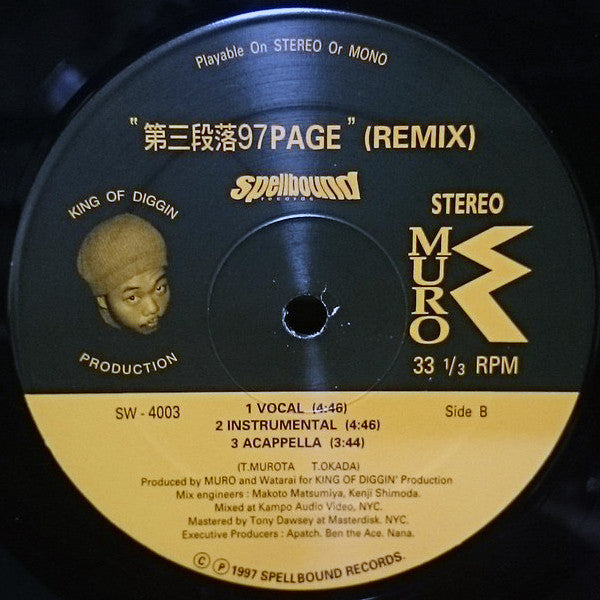 Playable On STEREO Or MONO
"第三段落97PAGE" (REMIX)
spellbound
records
KING OF DIGGIN
PRODUCTION
STEREO
MURO
33 1/3 RPM
SW - 4003
Side B
1 VOCAL (4:46)
2 INSTRUMENTAL (4:46)
3 ACAPPELLA (3:44)
(T.MUROTA T.OKADA)
Produced by MURO and Watarai for KING OF DIGGIN' Production
Mix engineers : Makoto Matsumiya, Kenji Shimoda.
Mixed at Kampo Audio Video, NYC.
Mastered by Tony Dawsey at Masterdisk. NYC.
Executive Producers : Apatch. Ben the Ace. Nana.
Ⓒ Ⓟ 1997 SPELLBOUND RECORDS.